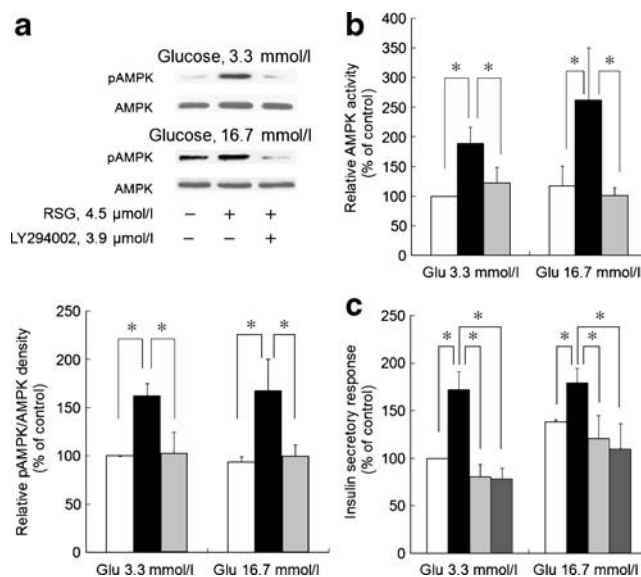 a
Glucose, 3.3 mmol/l
pAMPK
AMPK
Glucose, 16.7 mmol/l
pAMPK
AMPK
RSG, 4.5 µmol/l – + +
LY294002, 3.9 µmol/l – – +
b
Relative AMPK activity
(% of control)
400
350
300
250
200
150
100
50
0
* * * *
Glu 3.3 mmol/l Glu 16.7 mmol/l
Relative pAMPK/AMPK density
(% of control)
250
200
150
100
50
0
* * * *
Glu 3.3 mmol/l Glu 16.7 mmol/l
c
Insulin secretory response
(% of control)
250
200
150
100
50
0
* * * * * *
Glu 3.3 mmol/l Glu 16.7 mmol/l